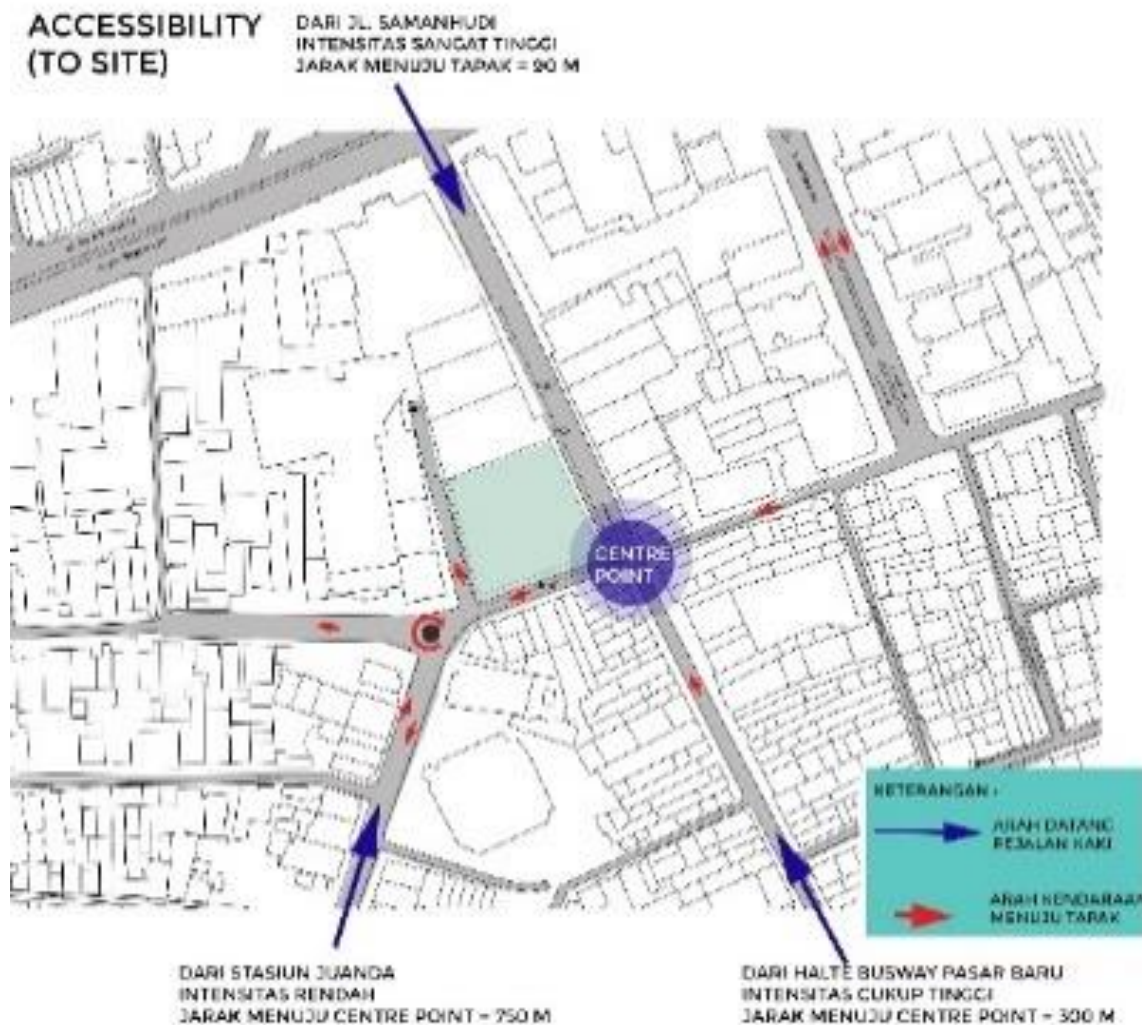 ACCESSIBILITY
(TO SITE)
DARI JL. SAMANHUDI
INTENSITAS SANGAT TINGGI
JARAK MENUJU TAPAK = 90 M
CENTRE
POINT
KETERANGAN :
ARAH DATANG
PEJALAN KAKI
ARAH KENDARAAN
MENUJU TAPAK
DARI STASIUN JUANDA
INTENSITAS RENDAH
JARAK MENUJU CENTRE POINT = 750 M
DARI HALTE BUSWAY PASAR BARU
INTENSITAS CUKUP TINGGI
JARAK MENUJU CENTRE POINT = 300 M